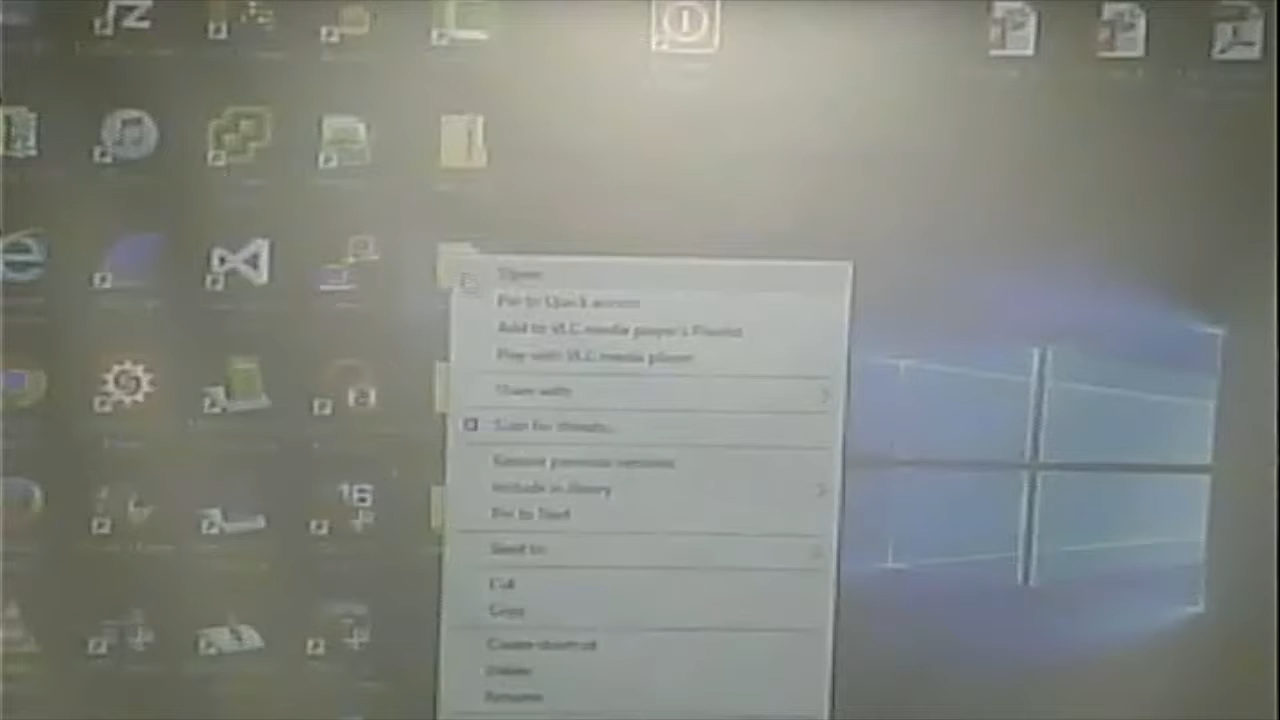 16
Open
Pin to Quick access
Add to VLC media player's Playlist
Play with VLC media player
Share with
Scan for threats...
Restore previous versions
Include in library
Pin to Start
Send to
Cut
Copy
Create shortcut
Delete
Rename